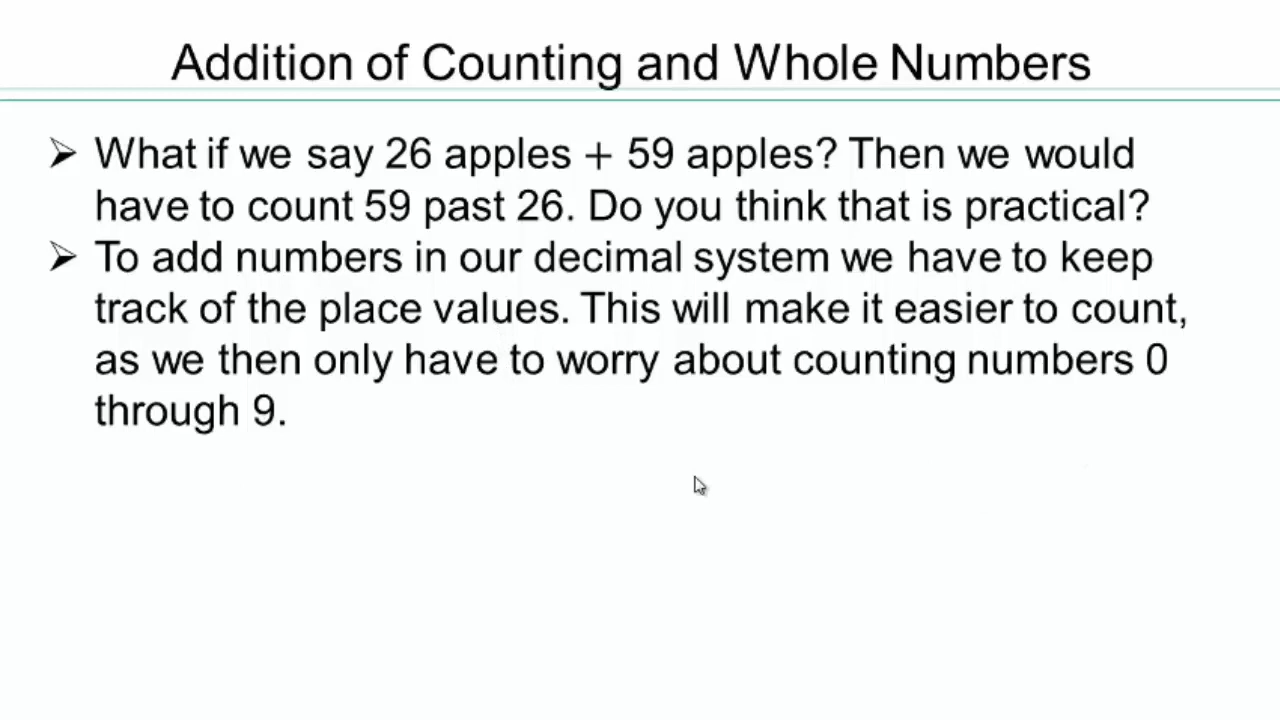 Addition of Counting and Whole Numbers
➢ What if we say 26 apples + 59 apples? Then we would
have to count 59 past 26. Do you think that is practical?
➢ To add numbers in our decimal system we have to keep
track of the place values. This will make it easier to count,
as we then only have to worry about counting numbers 0
through 9.